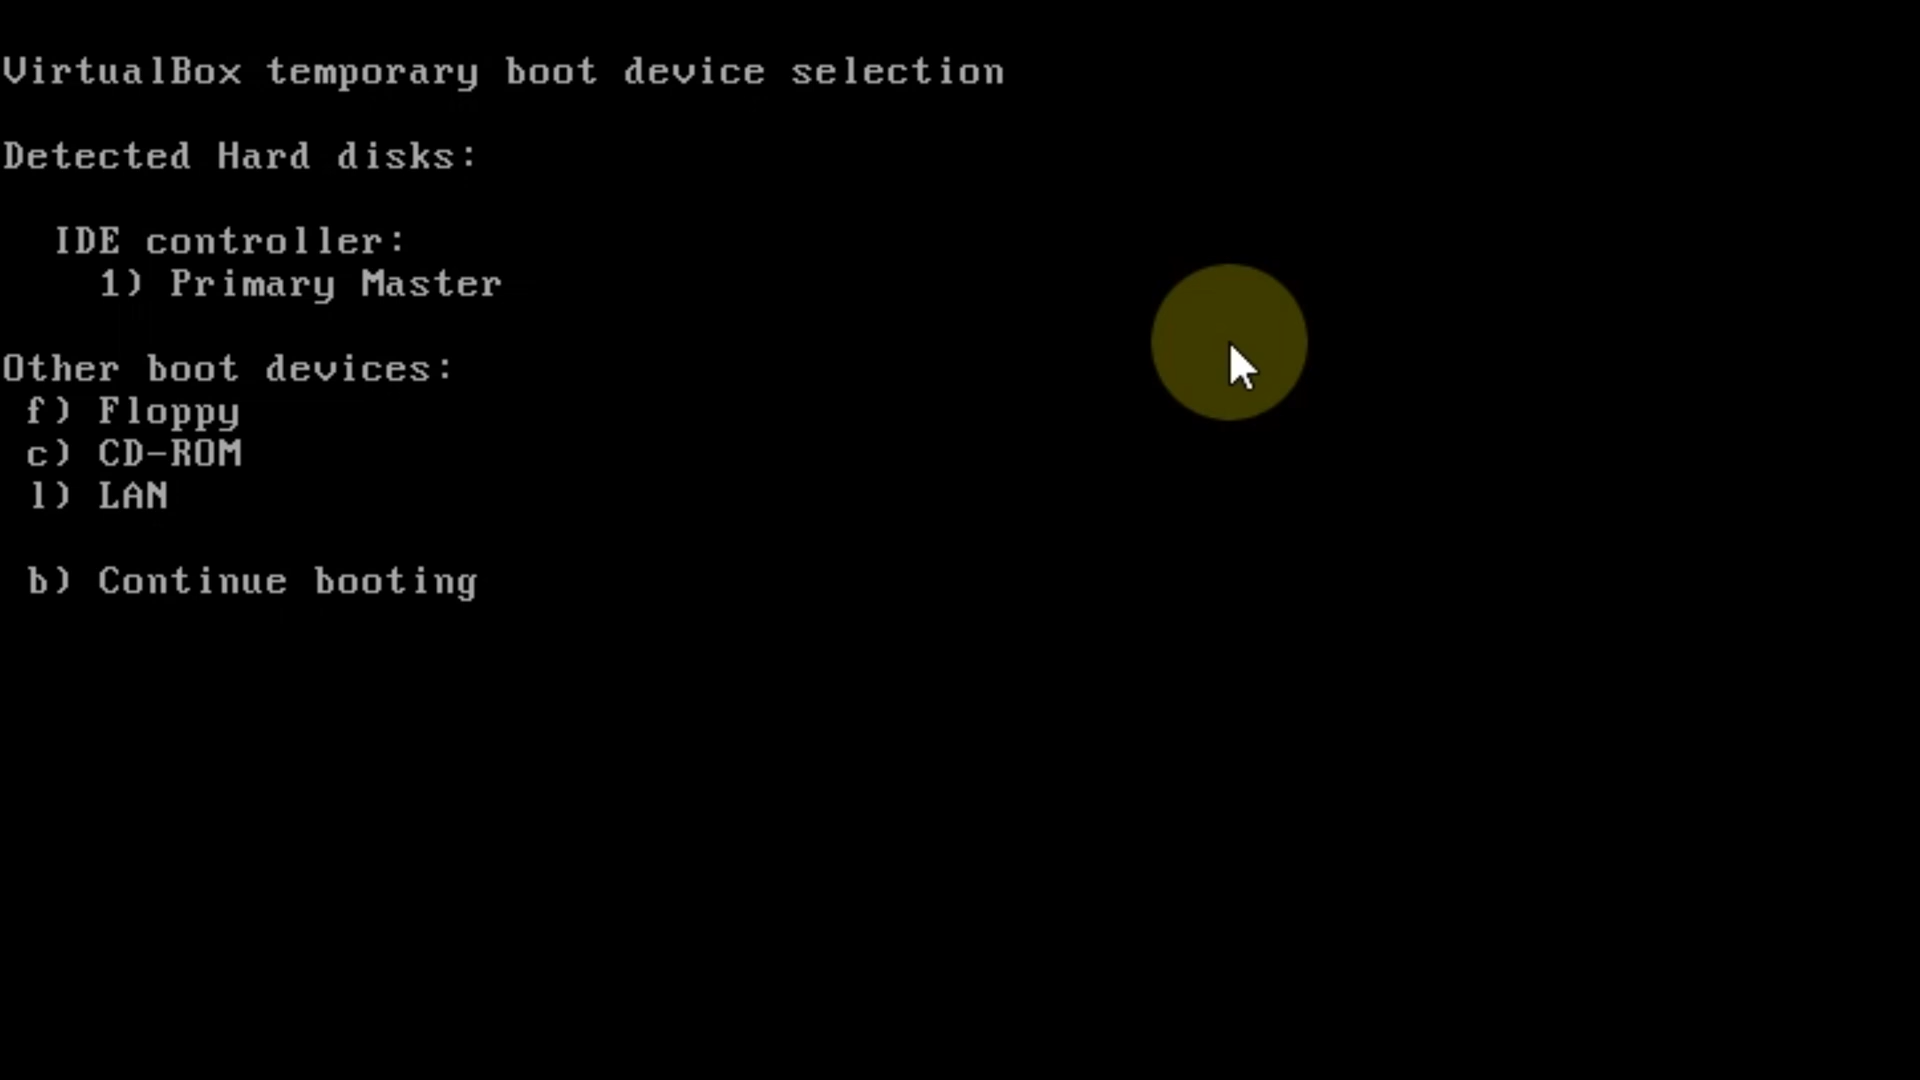 VirtualBox temporary boot device selection
Detected Hard disks:
IDE controller:
1) Primary Master
Other boot devices:
f) Floppy
c) CD-ROM
l) LAN
b) Continue booting